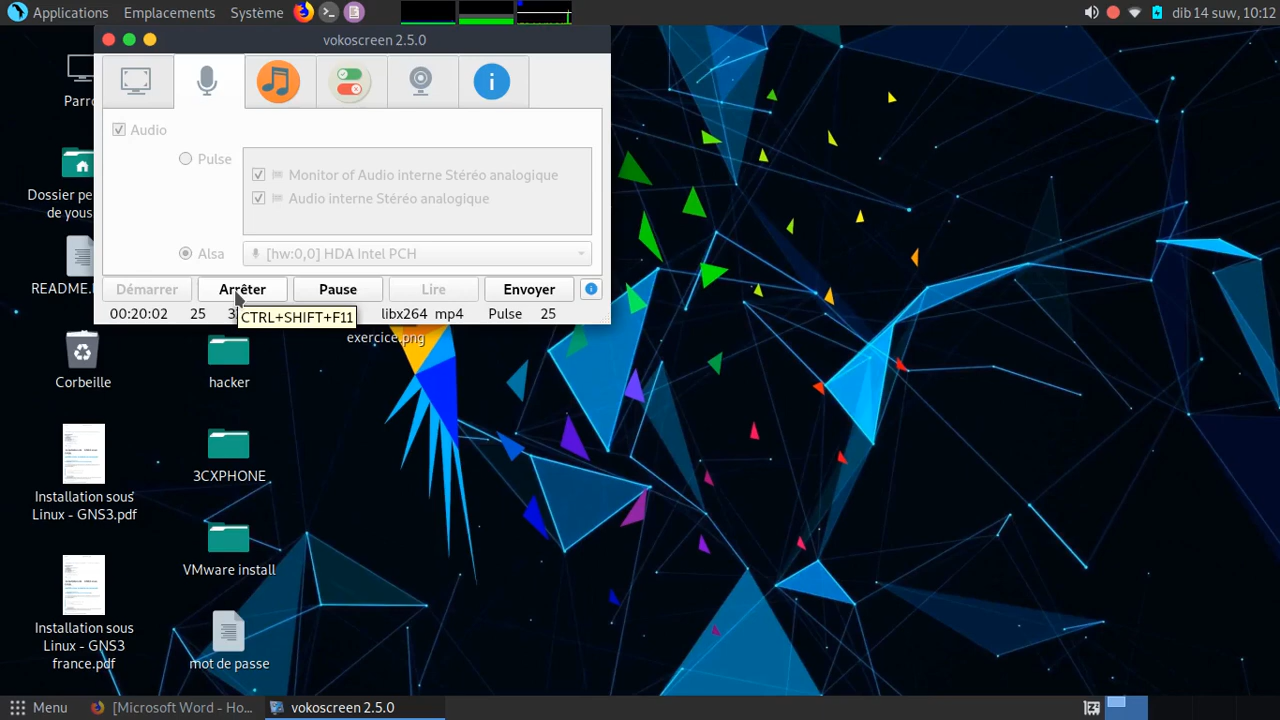 Applications Emplacements Système
dib 14 suw, 10:12
vokoscreen 2.5.0
Audio
Pulse
Monitor of Audio interne Stéréo analogique
Audio interne Stéréo analogique
Alsa
[hw:0,0] HDA Intel PCH
Démarrer Arrêter Pause Lire Envoyer
00:20:02 25 libx264 mp4 Pulse 25
CTRL+SHIFT+F11
Dossier
de
exercice.png
Corbeille
hacker
3CXPHONE
Installation sous
Linux - GNS3.pdf
VMware install
Installation sous
Linux - GNS3
france.pdf
mot de passe
Menu
[Microsoft Word - Ho...
vokoscreen 2.5.0